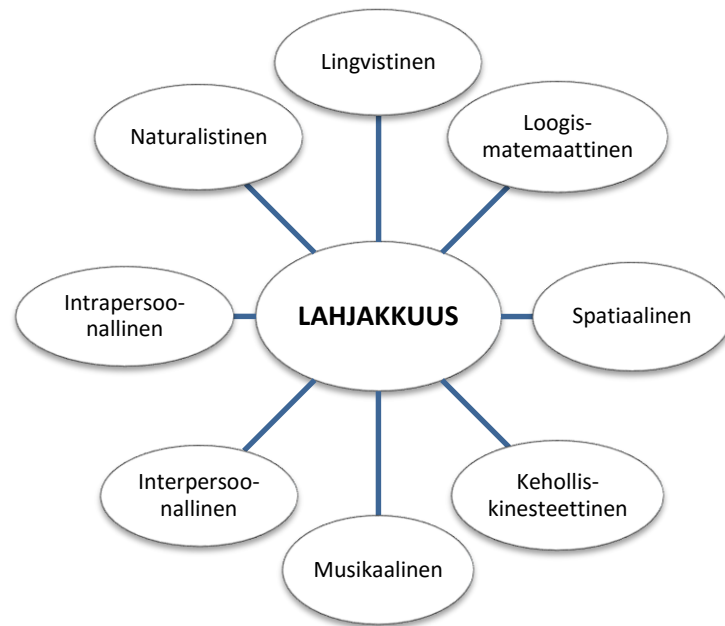 Lingvistinen
Loogis-
matemaattinen
Spatiaalinen
Kehollis-
kinesteettinen
Musikaalinen
Interpersoo-
nallinen
Intrapersoo-
nallinen
Naturalistinen
LAHJAKKUUS